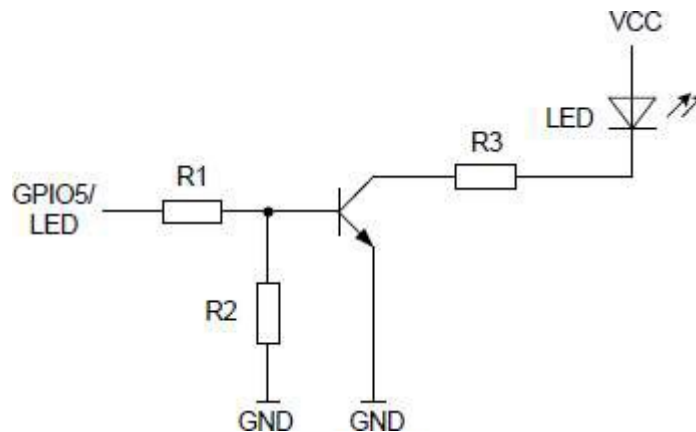 VCC
LED
R3
R1
GPIO5/
LED
R2
GND
GND